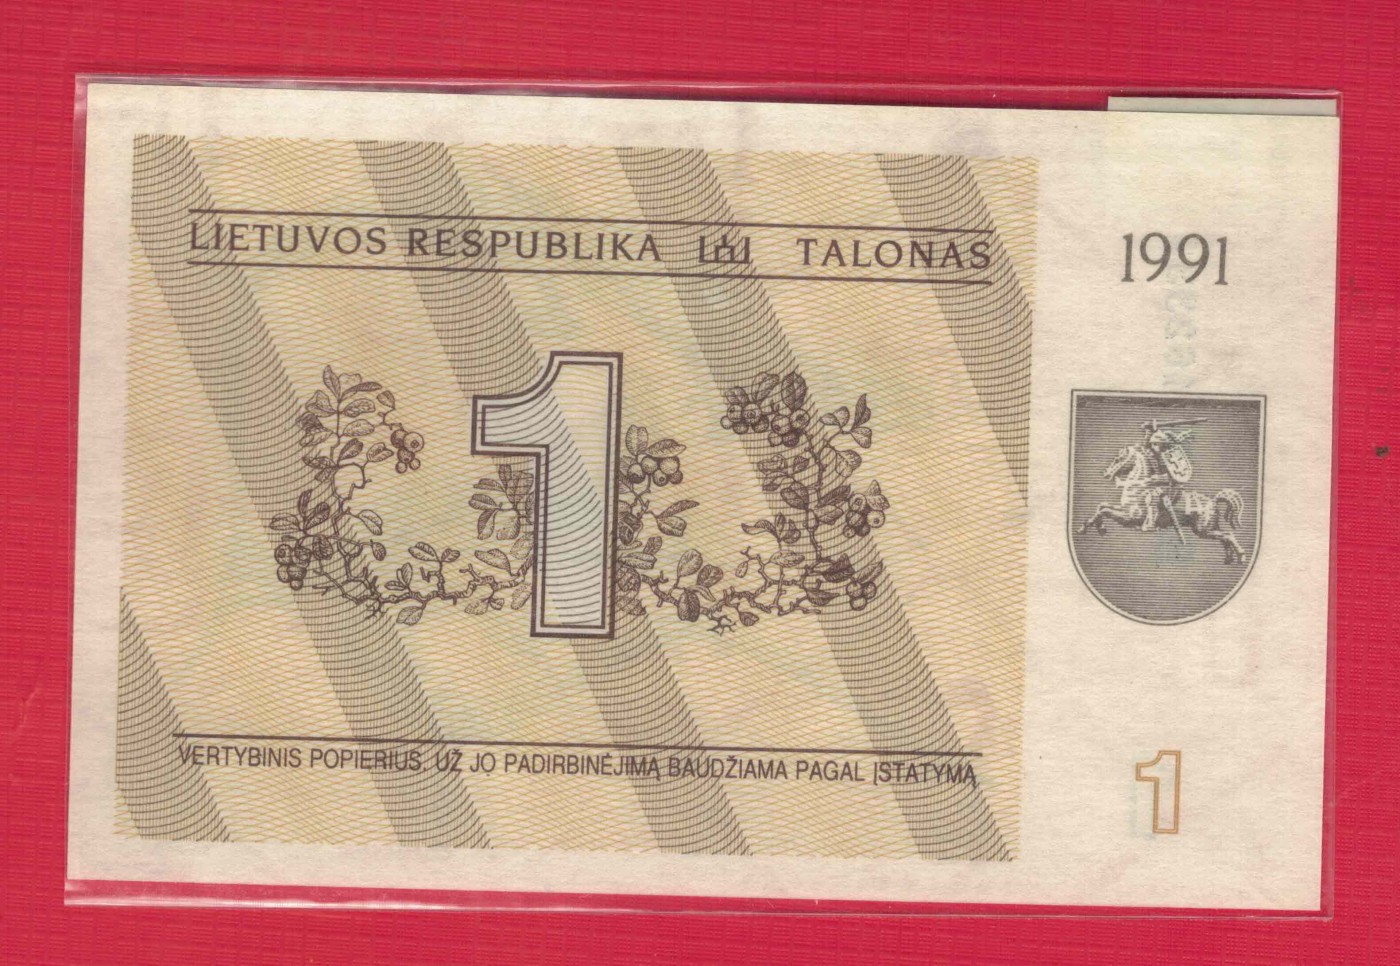 LIETUVOS RESPUBLIKA TALONAS
1991
1
VERTYBINIS POPIERIUS. UŽ JO PADIRBINĖJIMĄ BAUDŽIAMA PAGAL ĮSTATYMĄ
1